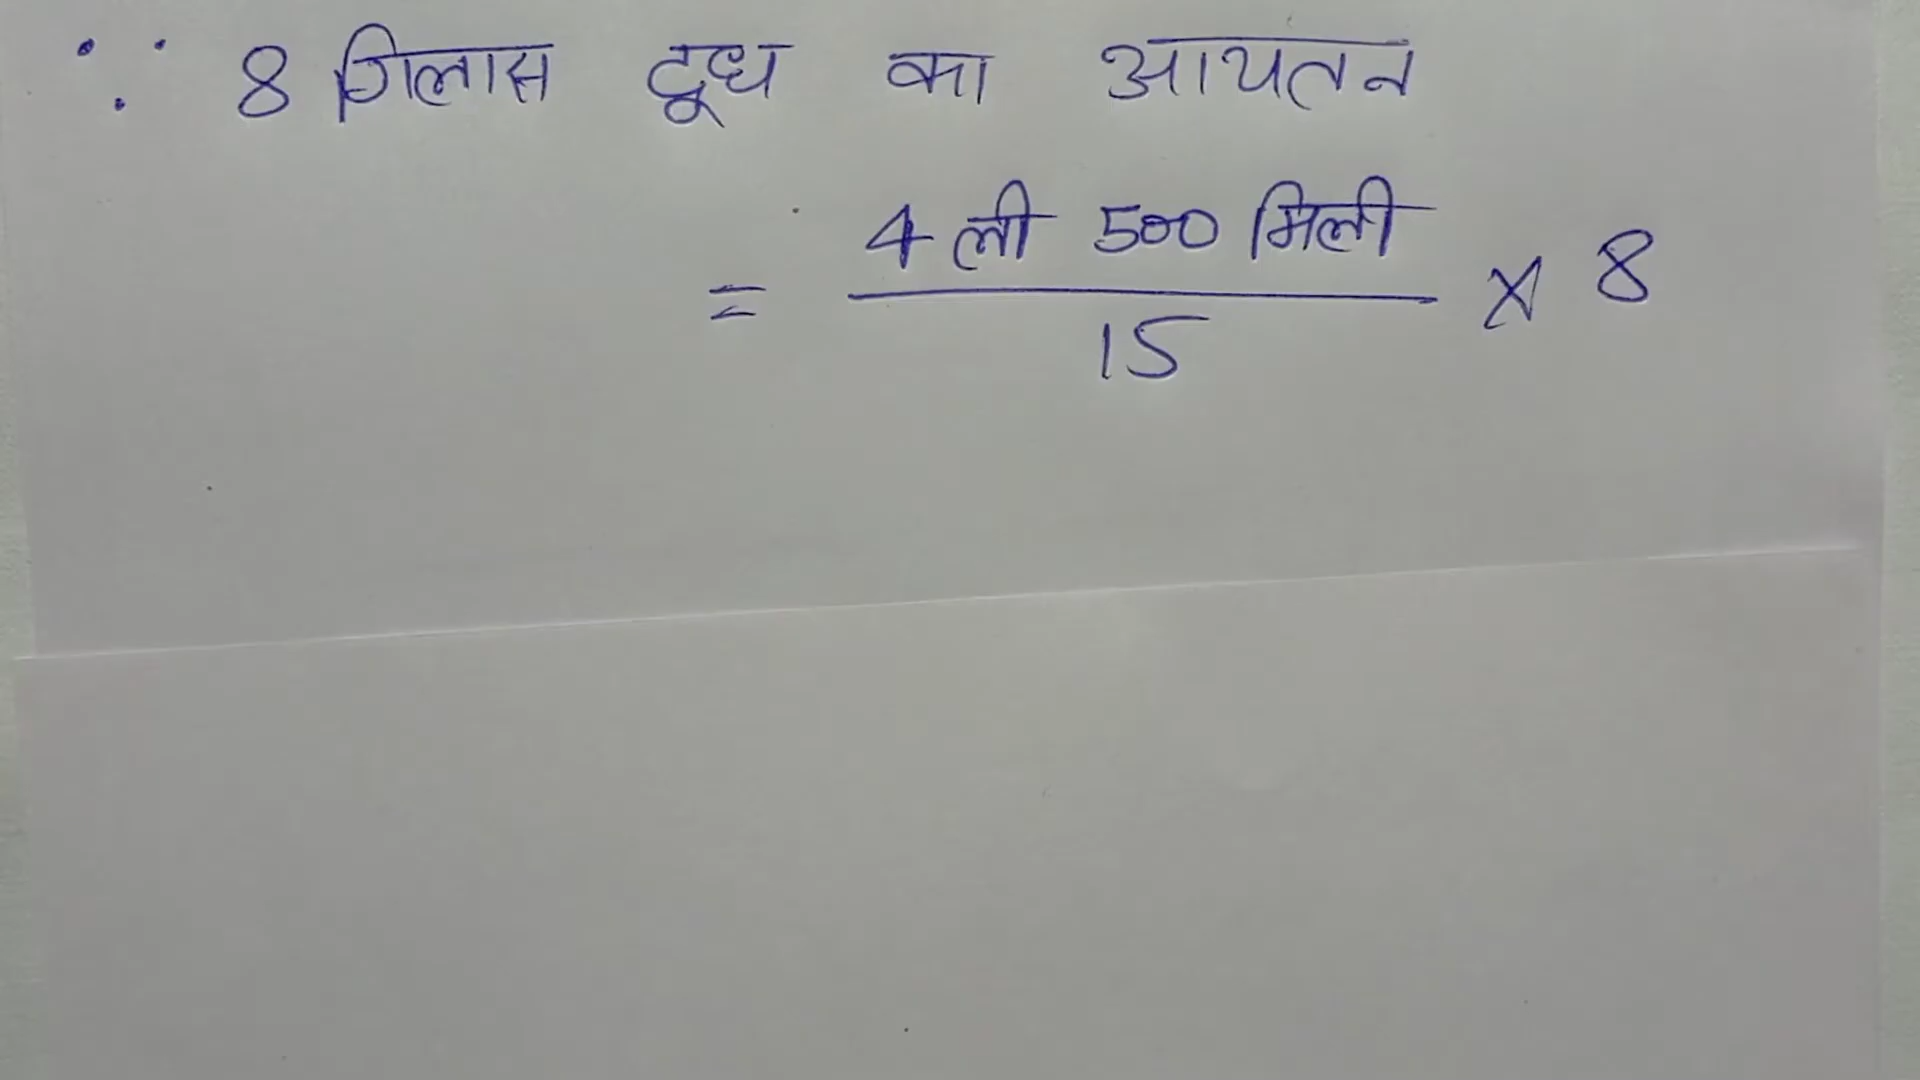 ∵ 8 गिलास दूध का आयतन
= 4 ली 500 मिली / 15 × 8